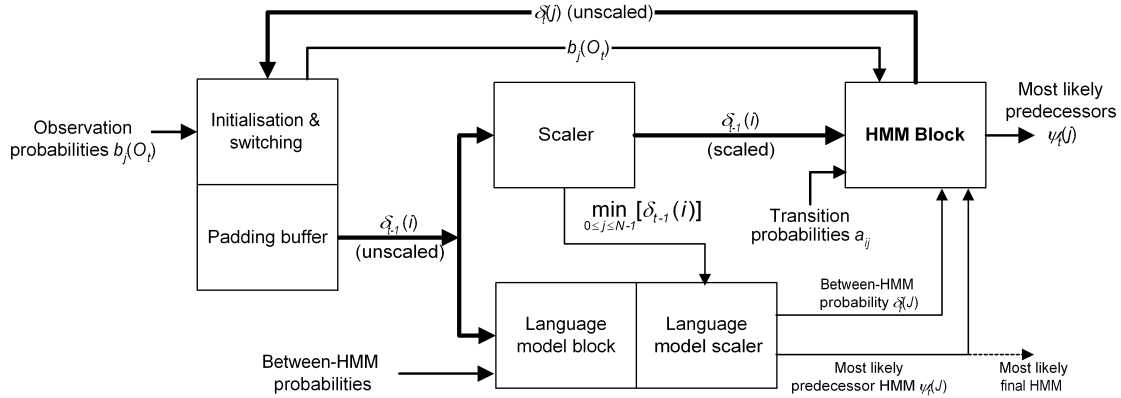 δt(j) (unscaled)
bj(Ot)
Observation
probabilities bj(Ot)
Initialisation &
switching
Padding buffer
δt-1(i)
(unscaled)
Scaler
δt-1(i)
(scaled)
HMM Block
Most likely
predecessors
ψt(j)
min[δt-1(i)]
0≤j≤N-1
Transition
probabilities aij
Between-HMM
probabilities
Language
model block
Language
model scaler
Between-HMM
probability δt(J)
Most likely
predecessor HMM ψt(J)
Most likely
final HMM